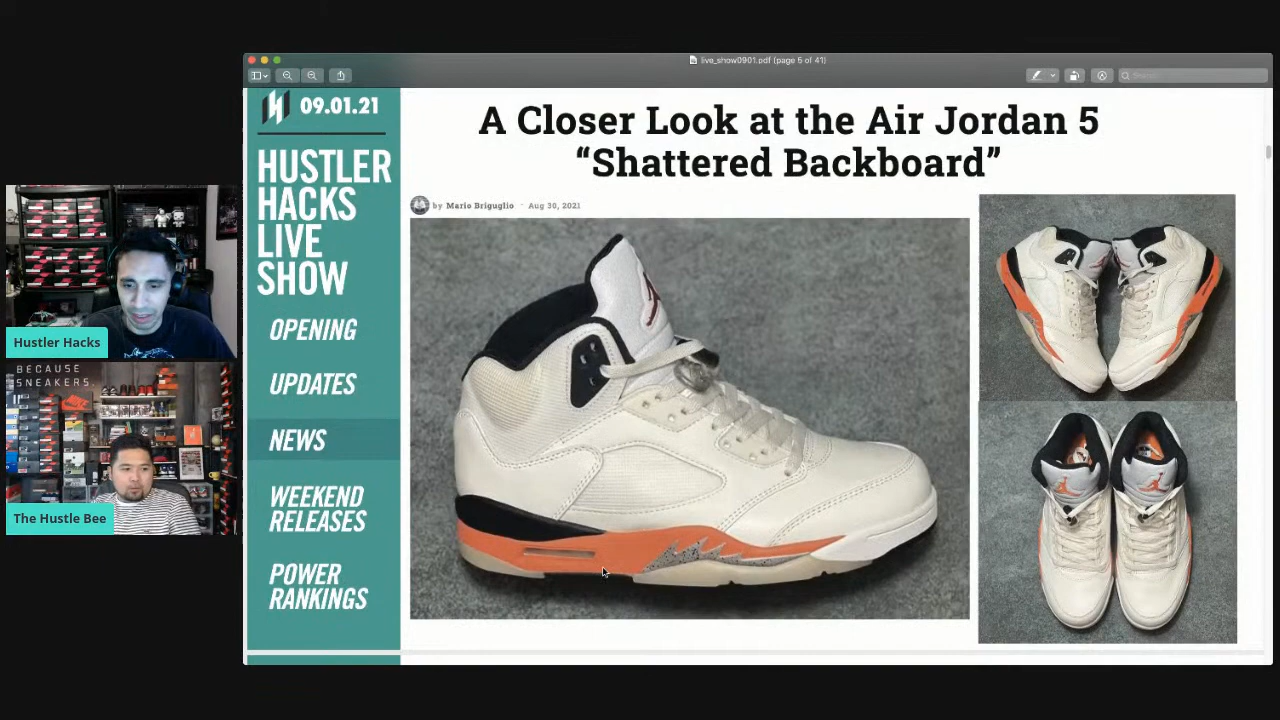 live_show0901.pdf (page 5 of 41)
Search
09.01.21
HUSTLER
HACKS
LIVE
SHOW
OPENING
UPDATES
NEWS
WEEKEND
RELEASES
POWER
RANKINGS
A Closer Look at the Air Jordan 5
“Shattered Backboard”
by Mario Briguglio - Aug 30, 2021
Hustler Hacks
BECAUSE
SNEAKERS.
The Hustle Bee